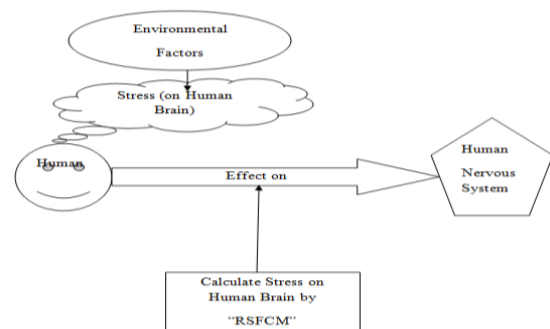 Environmental
Factors
Stress (on Human
Brain)
Human
Effect on
Human
Nervous
System
Calculate Stress on
Human Brain by
“RSFCM”